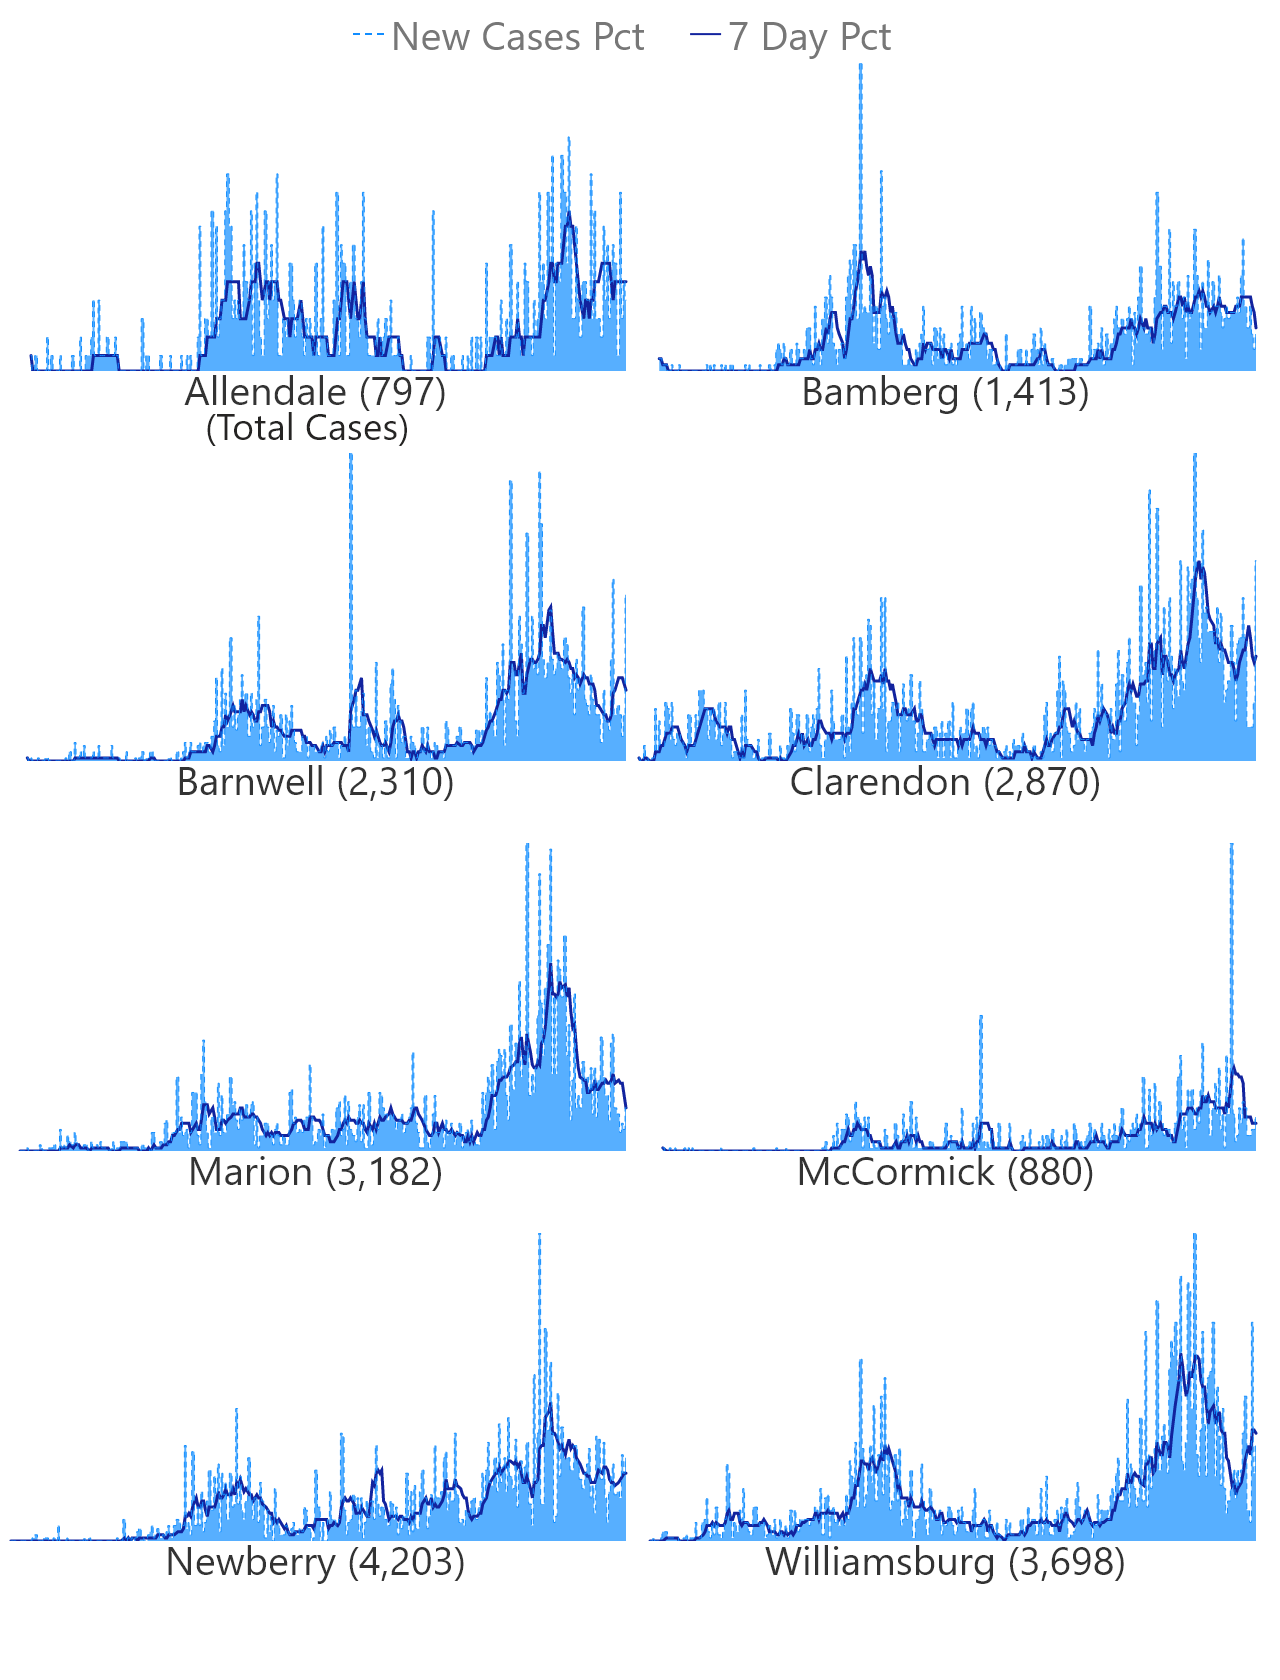 New Cases Pct 7 Day Pct
Allendale (797) Bamberg (1,413)
(Total Cases)
Barnwell (2,310) Clarendon (2,870)
Marion (3,182) McCormick (880)
Newberry (4,203) Williamsburg (3,698)